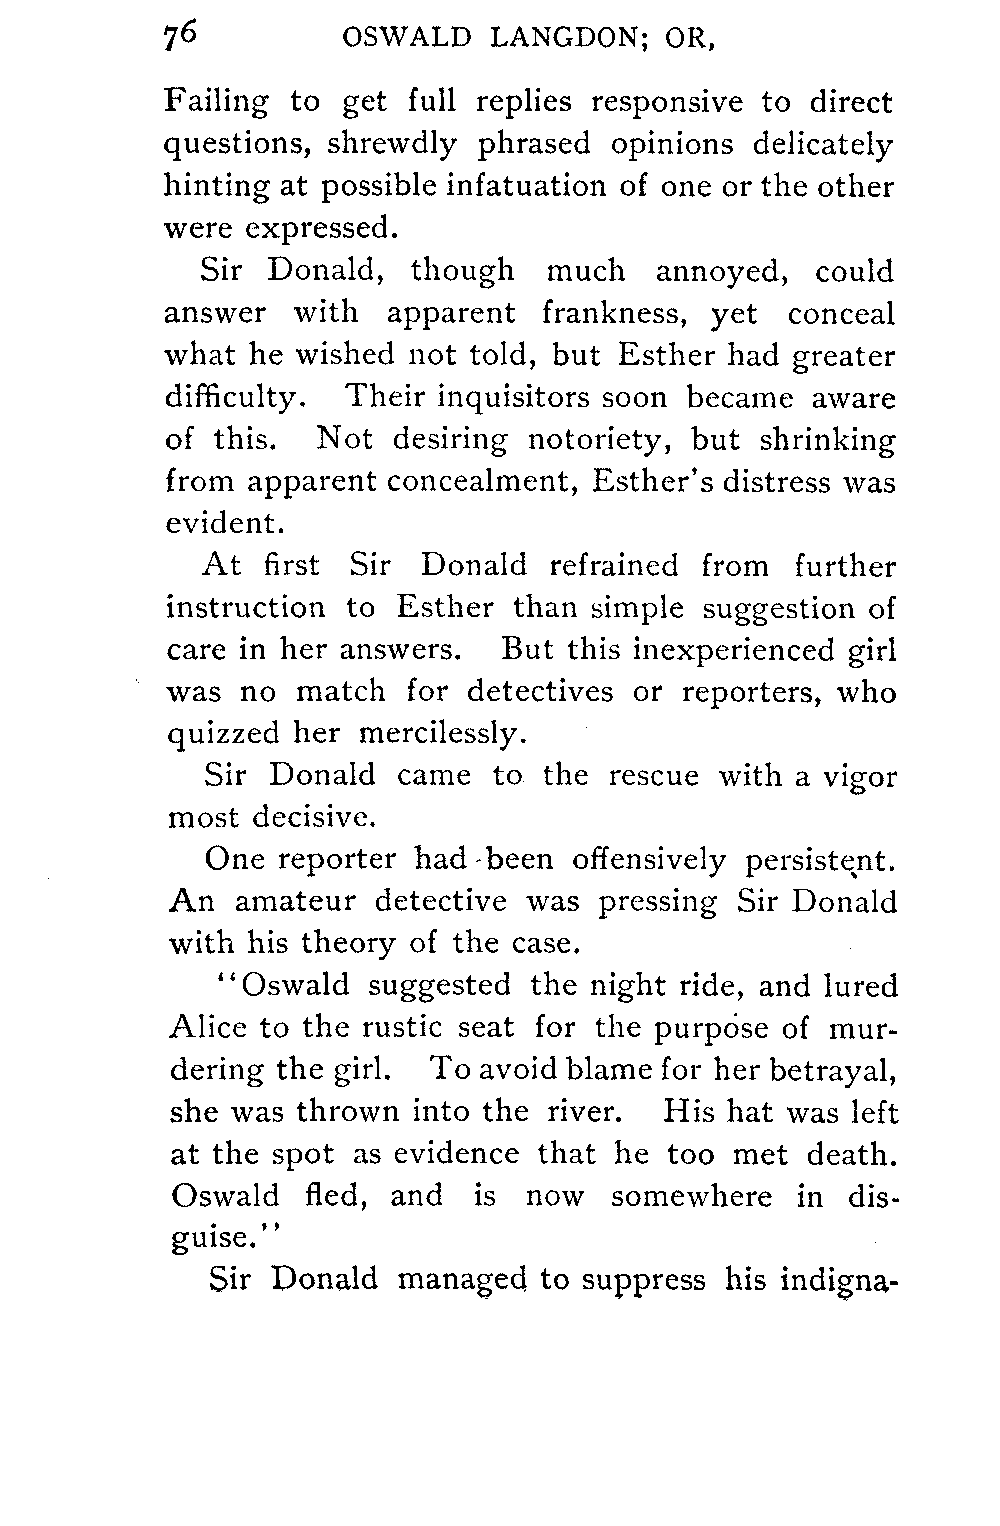 76 OSWALD LANGDON; OR,
Failing to get full replies responsive to direct
questions, shrewdly phrased opinions delicately
hinting at possible infatuation of one or the other
were expressed.
Sir Donald, though much annoyed, could
answer with apparent frankness, yet conceal
what he wished not told, but Esther had greater
difficulty. Their inquisitors soon became aware
of this. Not desiring notoriety, but shrinking
from apparent concealment, Esther's distress was
evident.
At first Sir Donald refrained from further
instruction to Esther than simple suggestion of
care in her answers. But this inexperienced girl
was no match for detectives or reporters, who
quizzed her mercilessly.
Sir Donald came to the rescue with a vigor
most decisive.
One reporter had been offensively persistent.
An amateur detective was pressing Sir Donald
with his theory of the case.
"Oswald suggested the night ride, and lured
Alice to the rustic seat for the purpose of mur-
dering the girl. To avoid blame for her betrayal,
she was thrown into the river. His hat was left
at the spot as evidence that he too met death.
Oswald fled, and is now somewhere in dis-
guise."
Sir Donald managed to suppress his indigna-